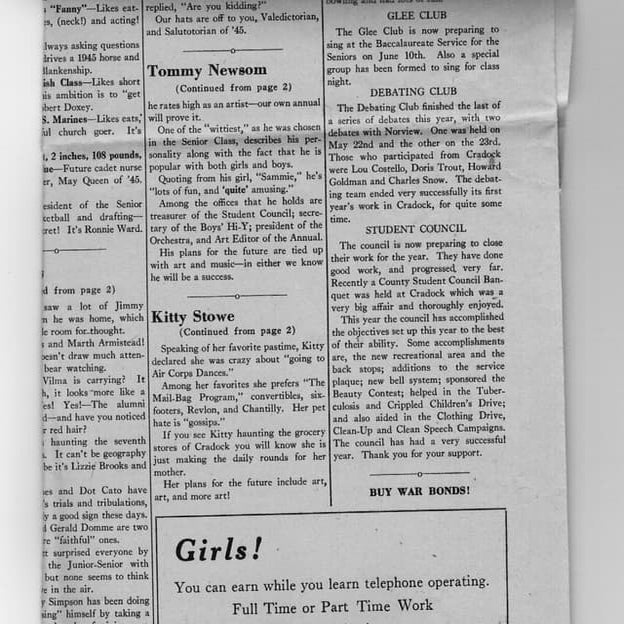 "Fanny"—Likes eat-
es, (neck!) and acting!
lways asking questions
drives a 1945 horse and
Blankenship.
ish Class—Likes short
is ambition is to "get
bert Doxey.
S. Marines—Likes eats,
ul church goer. It's
t, 2 inches, 108 pounds,
ue—Future cadet nurse
er, May Queen of '45.
esident of the Senior
ketball and drafting—
ret! It's Ronnie Ward.
d from page 2)
saw a lot of Jimmy
n he was home, which
le room for thought.
s and Marth Armistead!
esn't draw much atten-
bear watching.
Vilma is carrying? It
h, it looks more like a
es! Yes!—The alumni
d—and have you noticed
r red hair?
haunting the seventh
s. It can't be geography
be it's Lizzie Brooks and
es and Dot Cato have
's trials and tribulations,
ly a good sign these days.
d Gerald Domme are two
re "faithful" ones.
t surprised everyone by
the Junior-Senior with
but none seems to think
e in the air.
y Simpson has been doing
sing" himself by taking a
replied, "Are you kidding?"
Our hats are off to you, Valedictorian,
and Salutatorian of '45.
Tommy Newsom
(Continued from page 2)
he rates high as an artist—our own annual
will prove it.
One of the "wittiest," as he was chosen
in the Senior Class, describes his per-
sonality along with the fact that he is
popular with both girls and boys.
Quoting from his girl, "Sammie," he's
"lots of fun, and 'quite' amusing."
Among the offices that he holds are
treasurer of the Student Council; secre-
tary of the Boys' Hi-Y; president of the
Orchestra, and Art Editor of the Annual.
His plans for the future are tied up
with art and music—in either we know
he will be a success.
Kitty Stowe
(Continued from page 2)
Speaking of her favorite pastime, Kitty
declared she was crazy about "going to
Air Corps Dances."
Among her favorites she prefers "The
Mail-Bag Program," convertibles, six-
footers, Revlon, and Chantilly. Her pet
hate is "gossips."
If you see Kitty haunting the grocery
stores of Cradock you will know she is
just making the daily rounds for her
mother.
Her plans for the future include art,
art, and more art!
GLEE CLUB
The Glee Club is now preparing to
sing at the Baccalaureate Service for the
Seniors on June 10th. Also a special
group has been formed to sing for class
night.
DEBATING CLUB
The Debating Club finished the last of
a series of debates this year, with two
debates with Norview. One was held on
May 22nd and the other on the 23rd.
Those who participated from Cradock
were Lou Costello, Doris Trout, Howard
Goldman and Charles Snow. The debat-
ing team ended very successfully its first
year's work in Cradock, for quite some
time.
STUDENT COUNCIL
The council is now preparing to close
their work for the year. They have done
good work, and progressed very far.
Recently a County Student Council Ban-
quet was held at Cradock which was a
very big affair and thoroughly enjoyed.
This year the council has accomplished
the objectives set up this year to the best
of their ability. Some accomplishments
are, the new recreational area and the
back stops; additions to the service
plaque; new bell system; sponsored the
Beauty Contest; helped in the Tuber-
culosis and Crippled Children's Drive;
and also aided in the Clothing Drive,
Clean-Up and Clean Speech Campaigns.
The council has had a very successful
year. Thank you for your support.
BUY WAR BONDS!
Girls!
You can earn while you learn telephone operating.
Full Time or Part Time Work